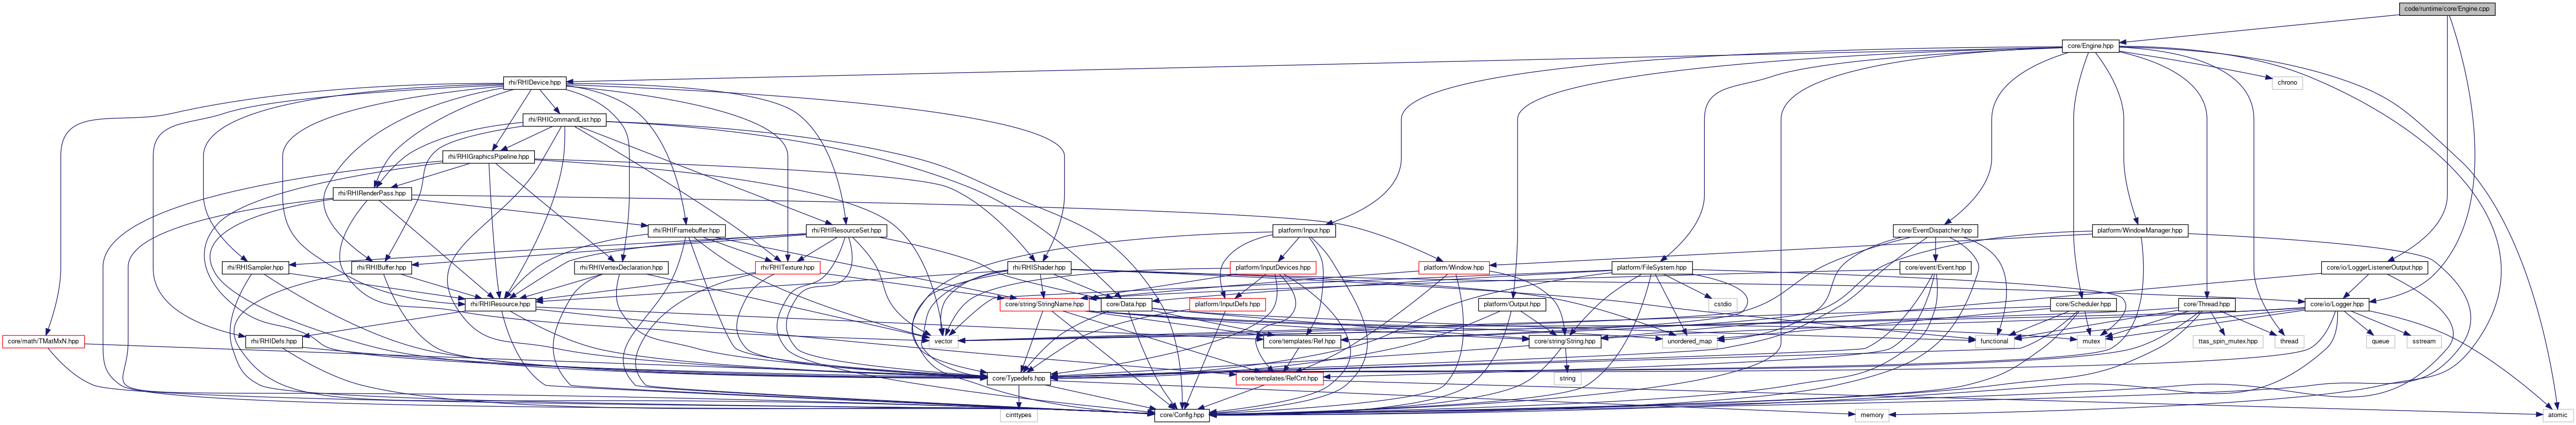 code/runtime/core/Engine.cpp
core/Engine.hpp
rhi/RHIDevice.hpp
chrono
rhi/RHICommandList.hpp
rhi/RHIGraphicsPipeline.hpp
rhi/RHIRenderPass.hpp
rhi/RHIFramebuffer.hpp
rhi/RHIResourceSet.hpp
platform/Input.hpp
core/EventDispatcher.hpp
platform/WindowManager.hpp
rhi/RHISampler.hpp
rhi/RHIBuffer.hpp
rhi/RHIVertexDeclaration.hpp
rhi/RHITexture.hpp
rhi/RHIShader.hpp
platform/InputDevices.hpp
platform/Window.hpp
platform/FileSystem.hpp
core/event/Event.hpp
core/io/LoggerListenerOutput.hpp
rhi/RHIResource.hpp
core/string/StringName.hpp
core/Data.hpp
platform/InputDefs.hpp
platform/Output.hpp
cstdio
core/Scheduler.hpp
core/Thread.hpp
core/io/Logger.hpp
core/math/TMatMxN.hpp
rhi/RHIDefs.hpp
vector
core/templates/Ref.hpp
core/string/String.hpp
unordered_map
functional
mutex
ttas_spin_mutex.hpp
thread
queue
sstream
core/Typedefs.hpp
core/templates/RefCnt.hpp
string
cinttypes
core/Config.hpp
memory
atomic